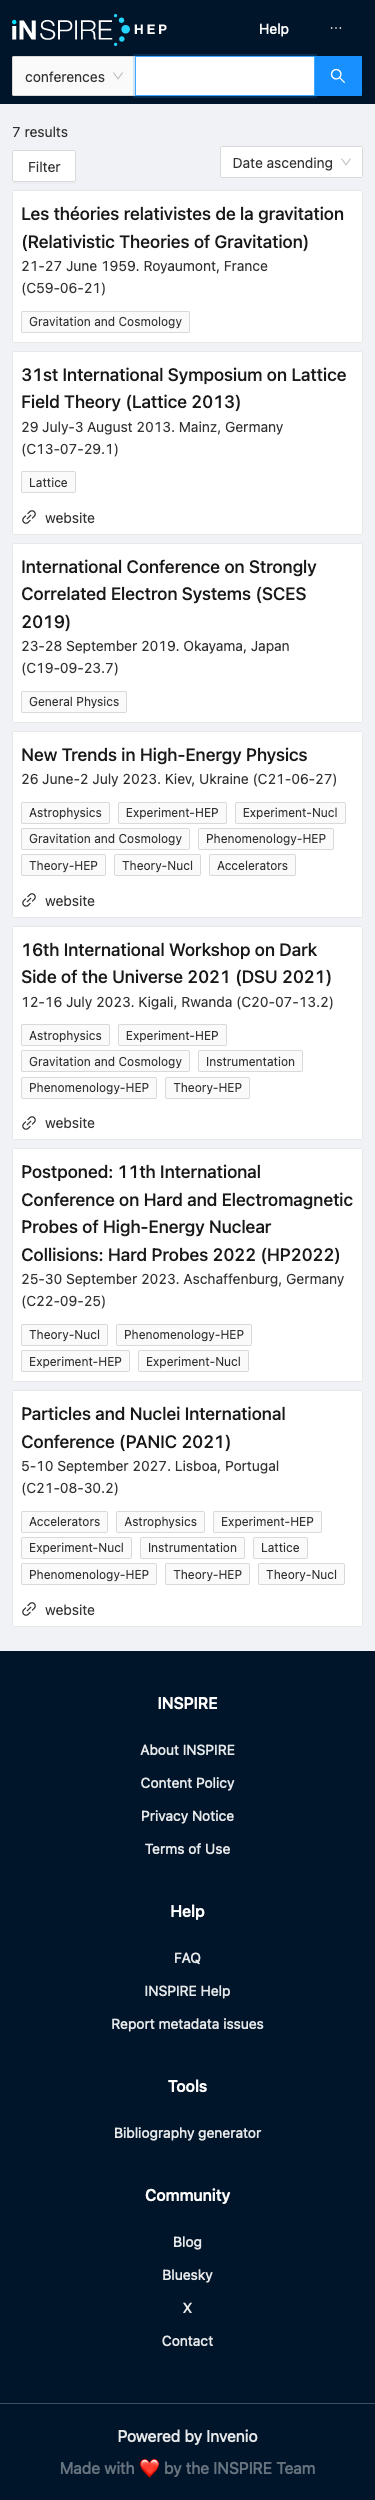 iNSPIRE HEP
Help
···
conferences
7 results
Filter
Date ascending
Les théories relativistes de la gravitation
(Relativistic Theories of Gravitation)
21-27 June 1959. Royaumont, France
(C59-06-21)
Gravitation and Cosmology
31st International Symposium on Lattice
Field Theory (Lattice 2013)
29 July-3 August 2013. Mainz, Germany
(C13-07-29.1)
Lattice
website
International Conference on Strongly
Correlated Electron Systems (SCES
2019)
23-28 September 2019. Okayama, Japan
(C19-09-23.7)
General Physics
New Trends in High-Energy Physics
26 June-2 July 2023. Kiev, Ukraine (C21-06-27)
Astrophysics Experiment-HEP Experiment-Nucl
Gravitation and Cosmology Phenomenology-HEP
Theory-HEP Theory-Nucl Accelerators
website
16th International Workshop on Dark
Side of the Universe 2021 (DSU 2021)
12-16 July 2023. Kigali, Rwanda (C20-07-13.2)
Astrophysics Experiment-HEP
Gravitation and Cosmology Instrumentation
Phenomenology-HEP Theory-HEP
website
Postponed: 11th International
Conference on Hard and Electromagnetic
Probes of High-Energy Nuclear
Collisions: Hard Probes 2022 (HP2022)
25-30 September 2023. Aschaffenburg, Germany
(C22-09-25)
Theory-Nucl Phenomenology-HEP
Experiment-HEP Experiment-Nucl
Particles and Nuclei International
Conference (PANIC 2021)
5-10 September 2027. Lisboa, Portugal
(C21-08-30.2)
Accelerators Astrophysics Experiment-HEP
Experiment-Nucl Instrumentation Lattice
Phenomenology-HEP Theory-HEP Theory-Nucl
website
INSPIRE
About INSPIRE
Content Policy
Privacy Notice
Terms of Use
Help
FAQ
INSPIRE Help
Report metadata issues
Tools
Bibliography generator
Community
Blog
Bluesky
X
Contact
Powered by Invenio
Made with ❤️ by the INSPIRE Team